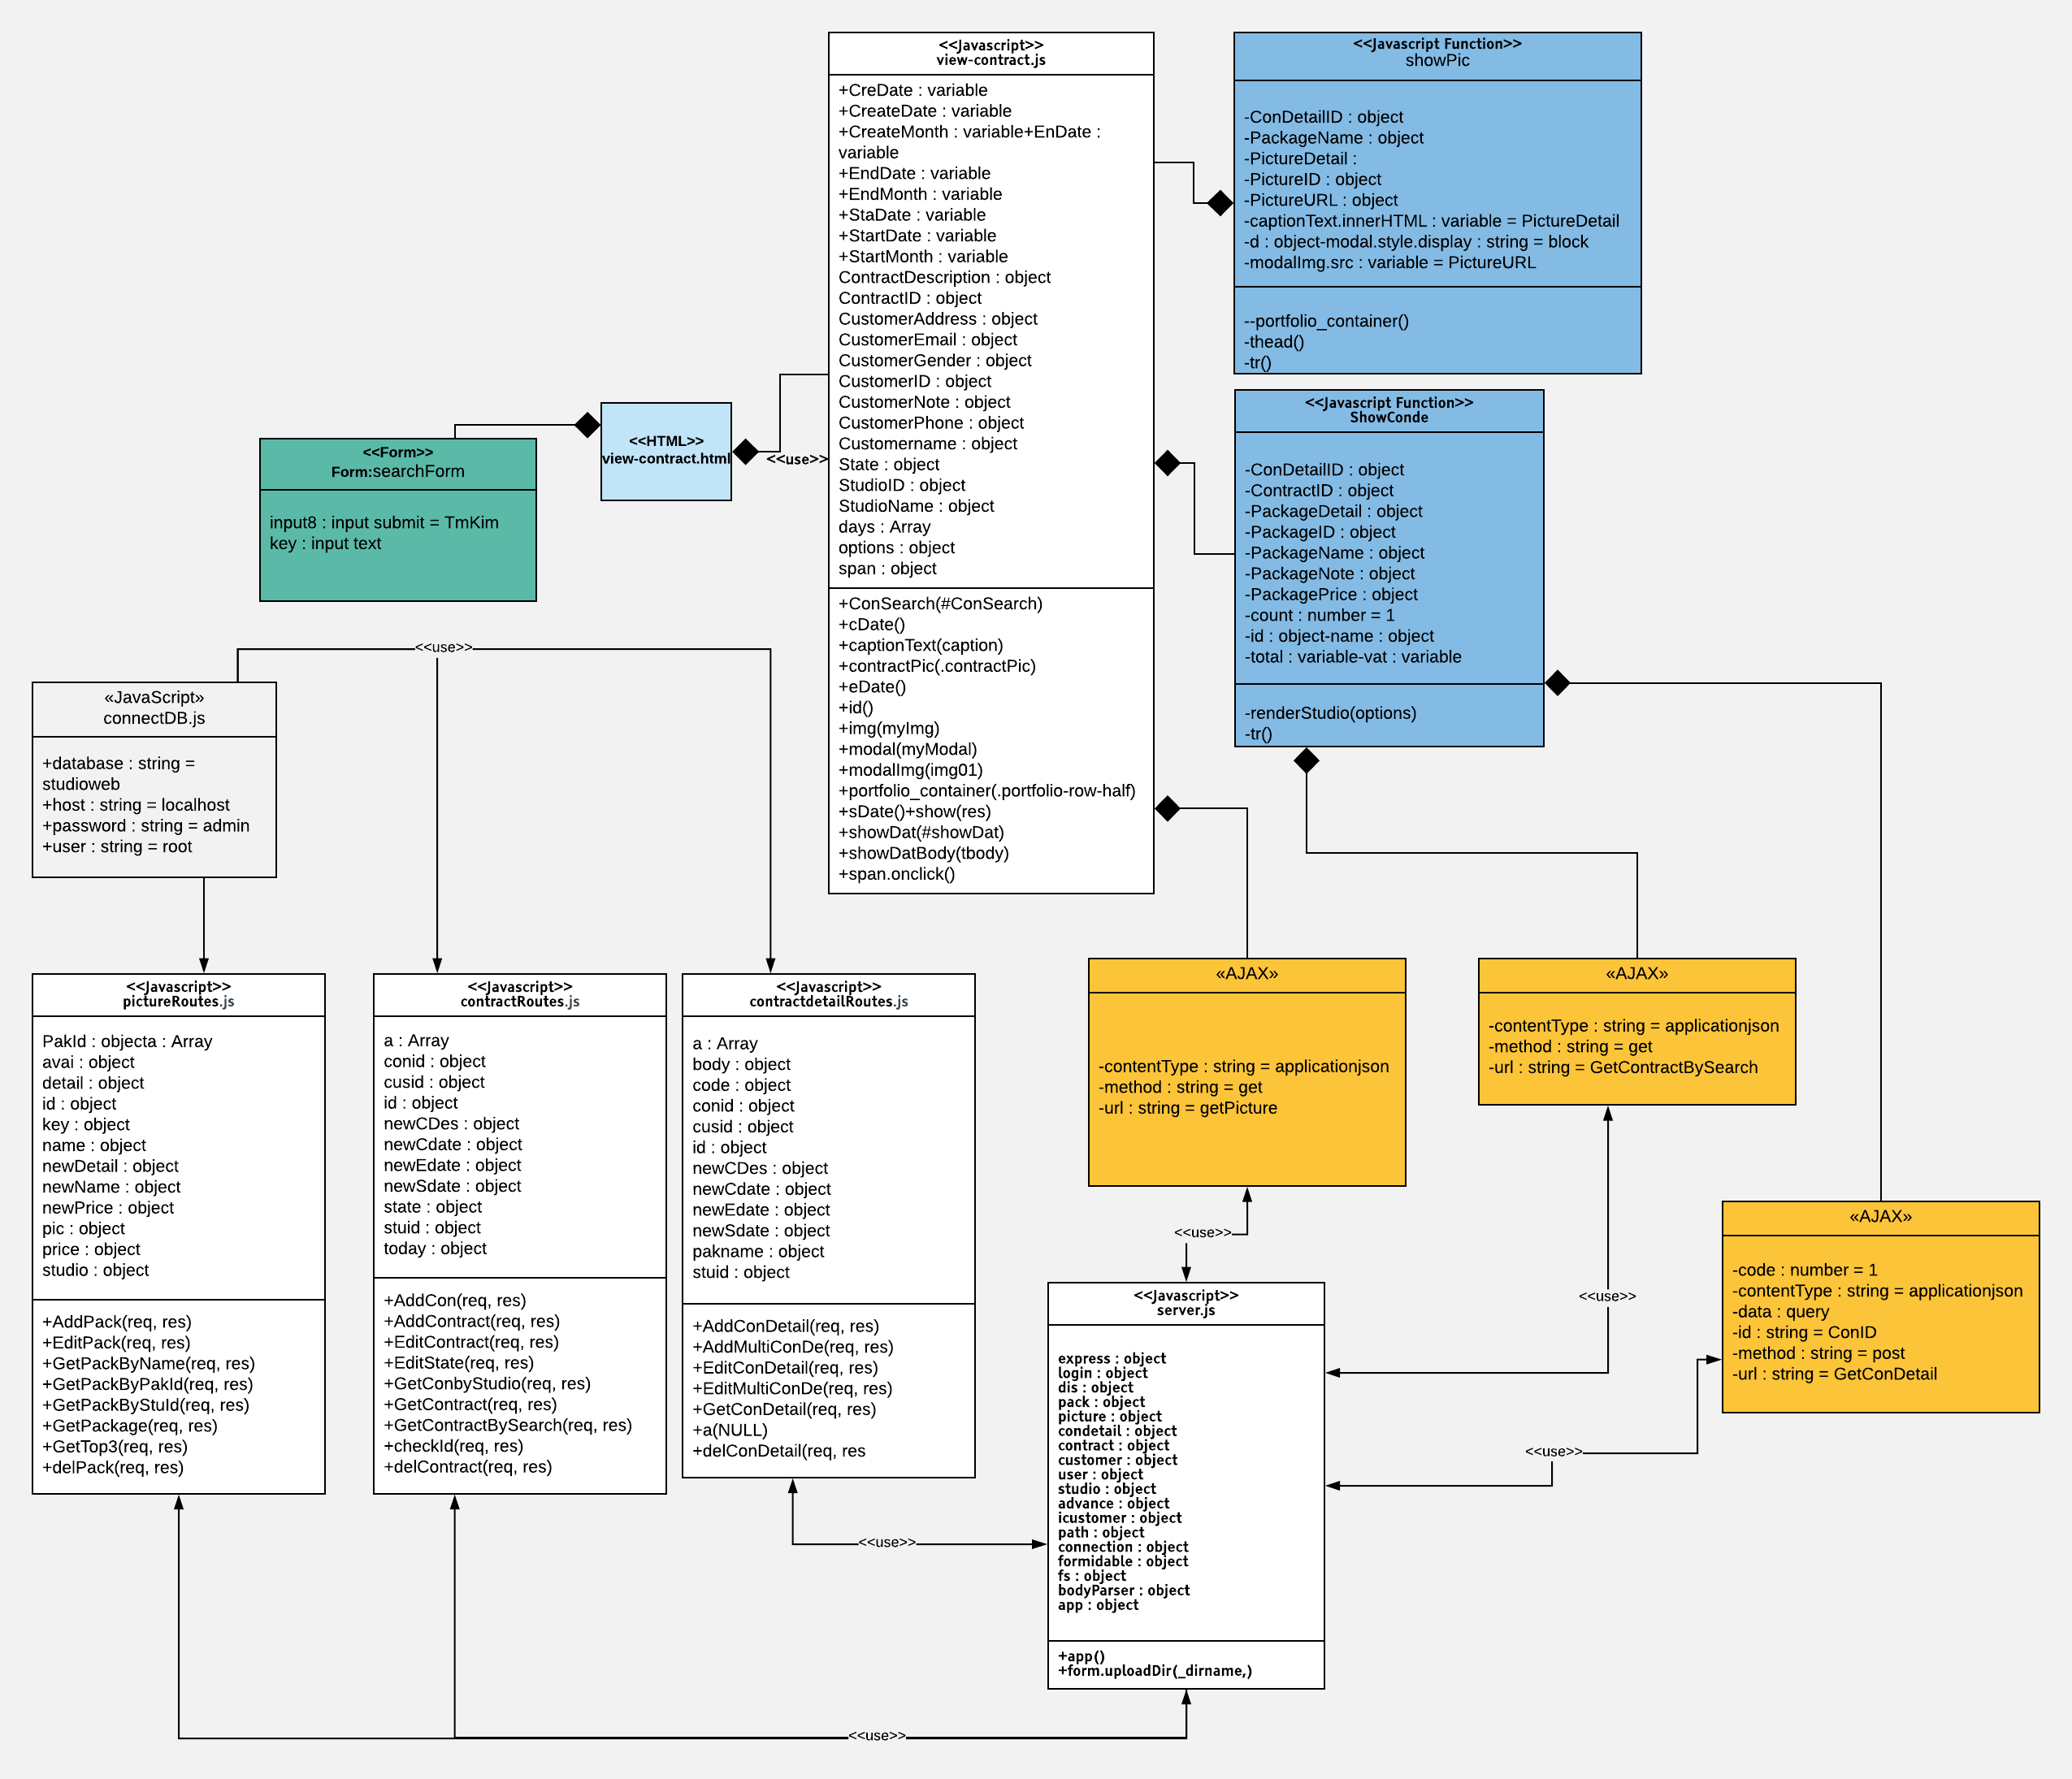 <<Javascript>>
view-contract.js
+CreDate : variable
+CreateDate : variable
+CreateMonth : variable+EnDate :
variable
+EndDate : variable
+EndMonth : variable
+StaDate : variable
+StartDate : variable
+StartMonth : variable
ContractDescription : object
ContractID : object
CustomerAddress : object
CustomerEmail : object
CustomerGender : object
CustomerID : object
CustomerNote : object
CustomerPhone : object
Customername : object
State : object
StudioID : object
StudioName : object
days : Array
options : object
span : object
+ConSearch(#ConSearch)
+cDate()
+captionText(caption)
+contractPic(.contractPic)
+eDate()
+id()
+img(myImg)
+modal(myModal)
+modalImg(img01)
+portfolio_container(.portfolio-row-half)
+sDate()+show(res)
+showDat(#showDat)
+showDatBody(tbody)
+span.onclick()
<<Javascript Function>>
showPic
-ConDetailID : object
-PackageName : object
-PictureDetail :
-PictureID : object
-PictureURL : object
-captionText.innerHTML : variable = PictureDetail
-d : object-modal.style.display : string = block
-modalImg.src : variable = PictureURL
--portfolio_container()
-thead()
-tr()
<<Javascript Function>>
ShowConde
-ConDetailID : object
-ContractID : object
-PackageDetail : object
-PackageID : object
-PackageName : object
-PackageNote : object
-PackagePrice : object
-count : number = 1
-id : object-name : object
-total : variable-vat : variable
-renderStudio(options)
-tr()
<<HTML>>
view-contract.html
<<use>>
<<Form>>
Form:searchForm
input8 : input submit = TmKim
key : input text
<<use>>
«JavaScript»
connectDB.js
+database : string =
studioweb
+host : string = localhost
+password : string = admin
+user : string = root
<<Javascript>>
pictureRoutes.js
PakId : objecta : Array
avai : object
detail : object
id : object
key : object
name : object
newDetail : object
newName : object
newPrice : object
pic : object
price : object
studio : object
+AddPack(req, res)
+EditPack(req, res)
+GetPackByName(req, res)
+GetPackByPakId(req, res)
+GetPackByStuId(req, res)
+GetPackage(req, res)
+GetTop3(req, res)
+delPack(req, res)
<<Javascript>>
contractRoutes.js
a : Array
conid : object
cusid : object
id : object
newCDes : object
newCdate : object
newEdate : object
newSdate : object
state : object
stuid : object
today : object
+AddCon(req, res)
+AddContract(req, res)
+EditContract(req, res)
+EditState(req, res)
+GetConbyStudio(req, res)
+GetContract(req, res)
+GetContractBySearch(req, res)
+checkId(req, res)
+delContract(req, res)
<<Javascript>>
contractdetailRoutes.js
a : Array
body : object
code : object
conid : object
cusid : object
id : object
newCDes : object
newCdate : object
newEdate : object
newSdate : object
pakname : object
stuid : object
+AddConDetail(req, res)
+AddMultiConDe(req, res)
+EditConDetail(req, res)
+EditMultiConDe(req, res)
+GetConDetail(req, res)
+a(NULL)
+delConDetail(req, res
«AJAX»
-contentType : string = applicationjson
-method : string = get
-url : string = getPicture
«AJAX»
-contentType : string = applicationjson
-method : string = get
-url : string = GetContractBySearch
«AJAX»
-code : number = 1
-contentType : string = applicationjson
-data : query
-id : string = ConID
-method : string = post
-url : string = GetConDetail
<<use>>
<<use>>
<<use>>
<<Javascript>>
server.js
express : object
login : object
dis : object
pack : object
picture : object
condetail : object
contract : object
customer : object
user : object
studio : object
advance : object
icustomer : object
path : object
connection : object
formidable : object
fs : object
bodyParser : object
app : object
+app()
+form.uploadDir(_dirname,)
<<use>>
<<use>>